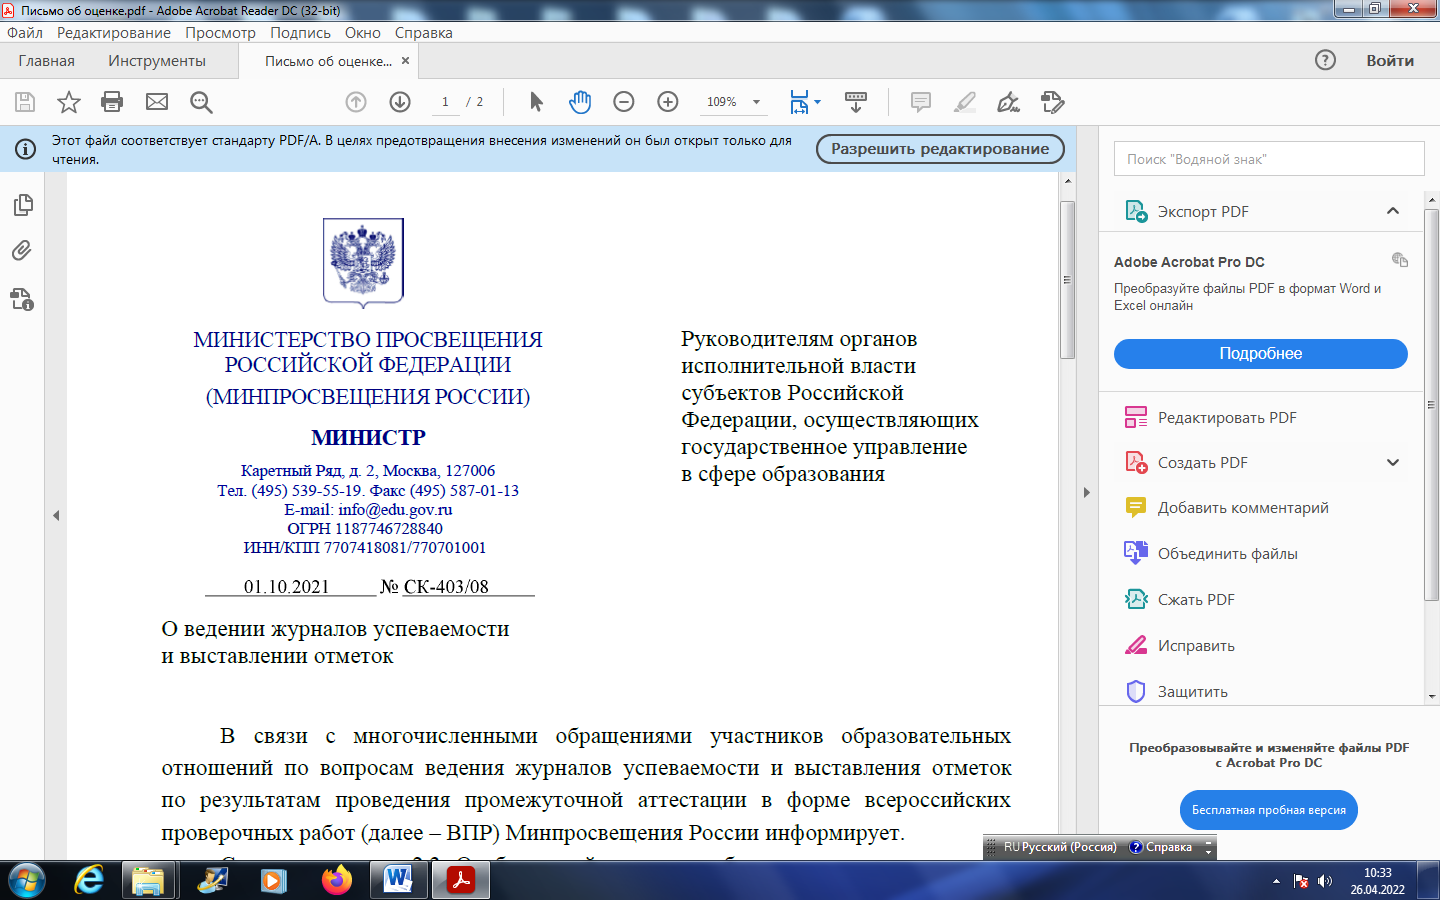 Письмо об оценке.pdf - Adobe Acrobat Reader DC (32-bit)
Файл Редактирование Просмотр Подпись Окно Справка
Главная Инструменты Письмо об оценке... × Войти
1 / 2 109%
Этот файл соответствует стандарту PDF/A. В целях предотвращения внесения изменений он был открыт только для
чтения.
Разрешить редактирование
МИНИСТЕРСТВО ПРОСВЕЩЕНИЯ
РОССИЙСКОЙ ФЕДЕРАЦИИ
(МИНПРОСВЕЩЕНИЯ РОССИИ)
МИНИСТР
Каретный Ряд, д. 2, Москва, 127006
Тел. (495) 539-55-19. Факс (495) 587-01-13
E-mail: info@edu.gov.ru
ОГРН 1187746728840
ИНН/КПП 7707418081/770701001
01.10.2021 № СК-403/08
Руководителям органов
исполнительной власти
субъектов Российской
Федерации, осуществляющих
государственное управление
в сфере образования
О ведении журналов успеваемости
и выставлении отметок
В связи с многочисленными обращениями участников образовательных
отношений по вопросам ведения журналов успеваемости и выставления отметок
по результатам проведения промежуточной аттестации в форме всероссийских
проверочных работ (далее – ВПР) Минпросвещения России информирует.
Поиск "Водяной знак"
Экспорт PDF
Adobe Acrobat Pro DC
Преобразуйте файлы PDF в формат Word и
Excel онлайн
Подробнее
Редактировать PDF
Создать PDF
Добавить комментарий
Объединить файлы
Сжать PDF
Исправить
Защитить
Преобразовывайте и изменяйте файлы PDF
с Acrobat Pro DC
Бесплатная пробная версия
RU Русский (Россия) Справка
10:33
26.04.2022